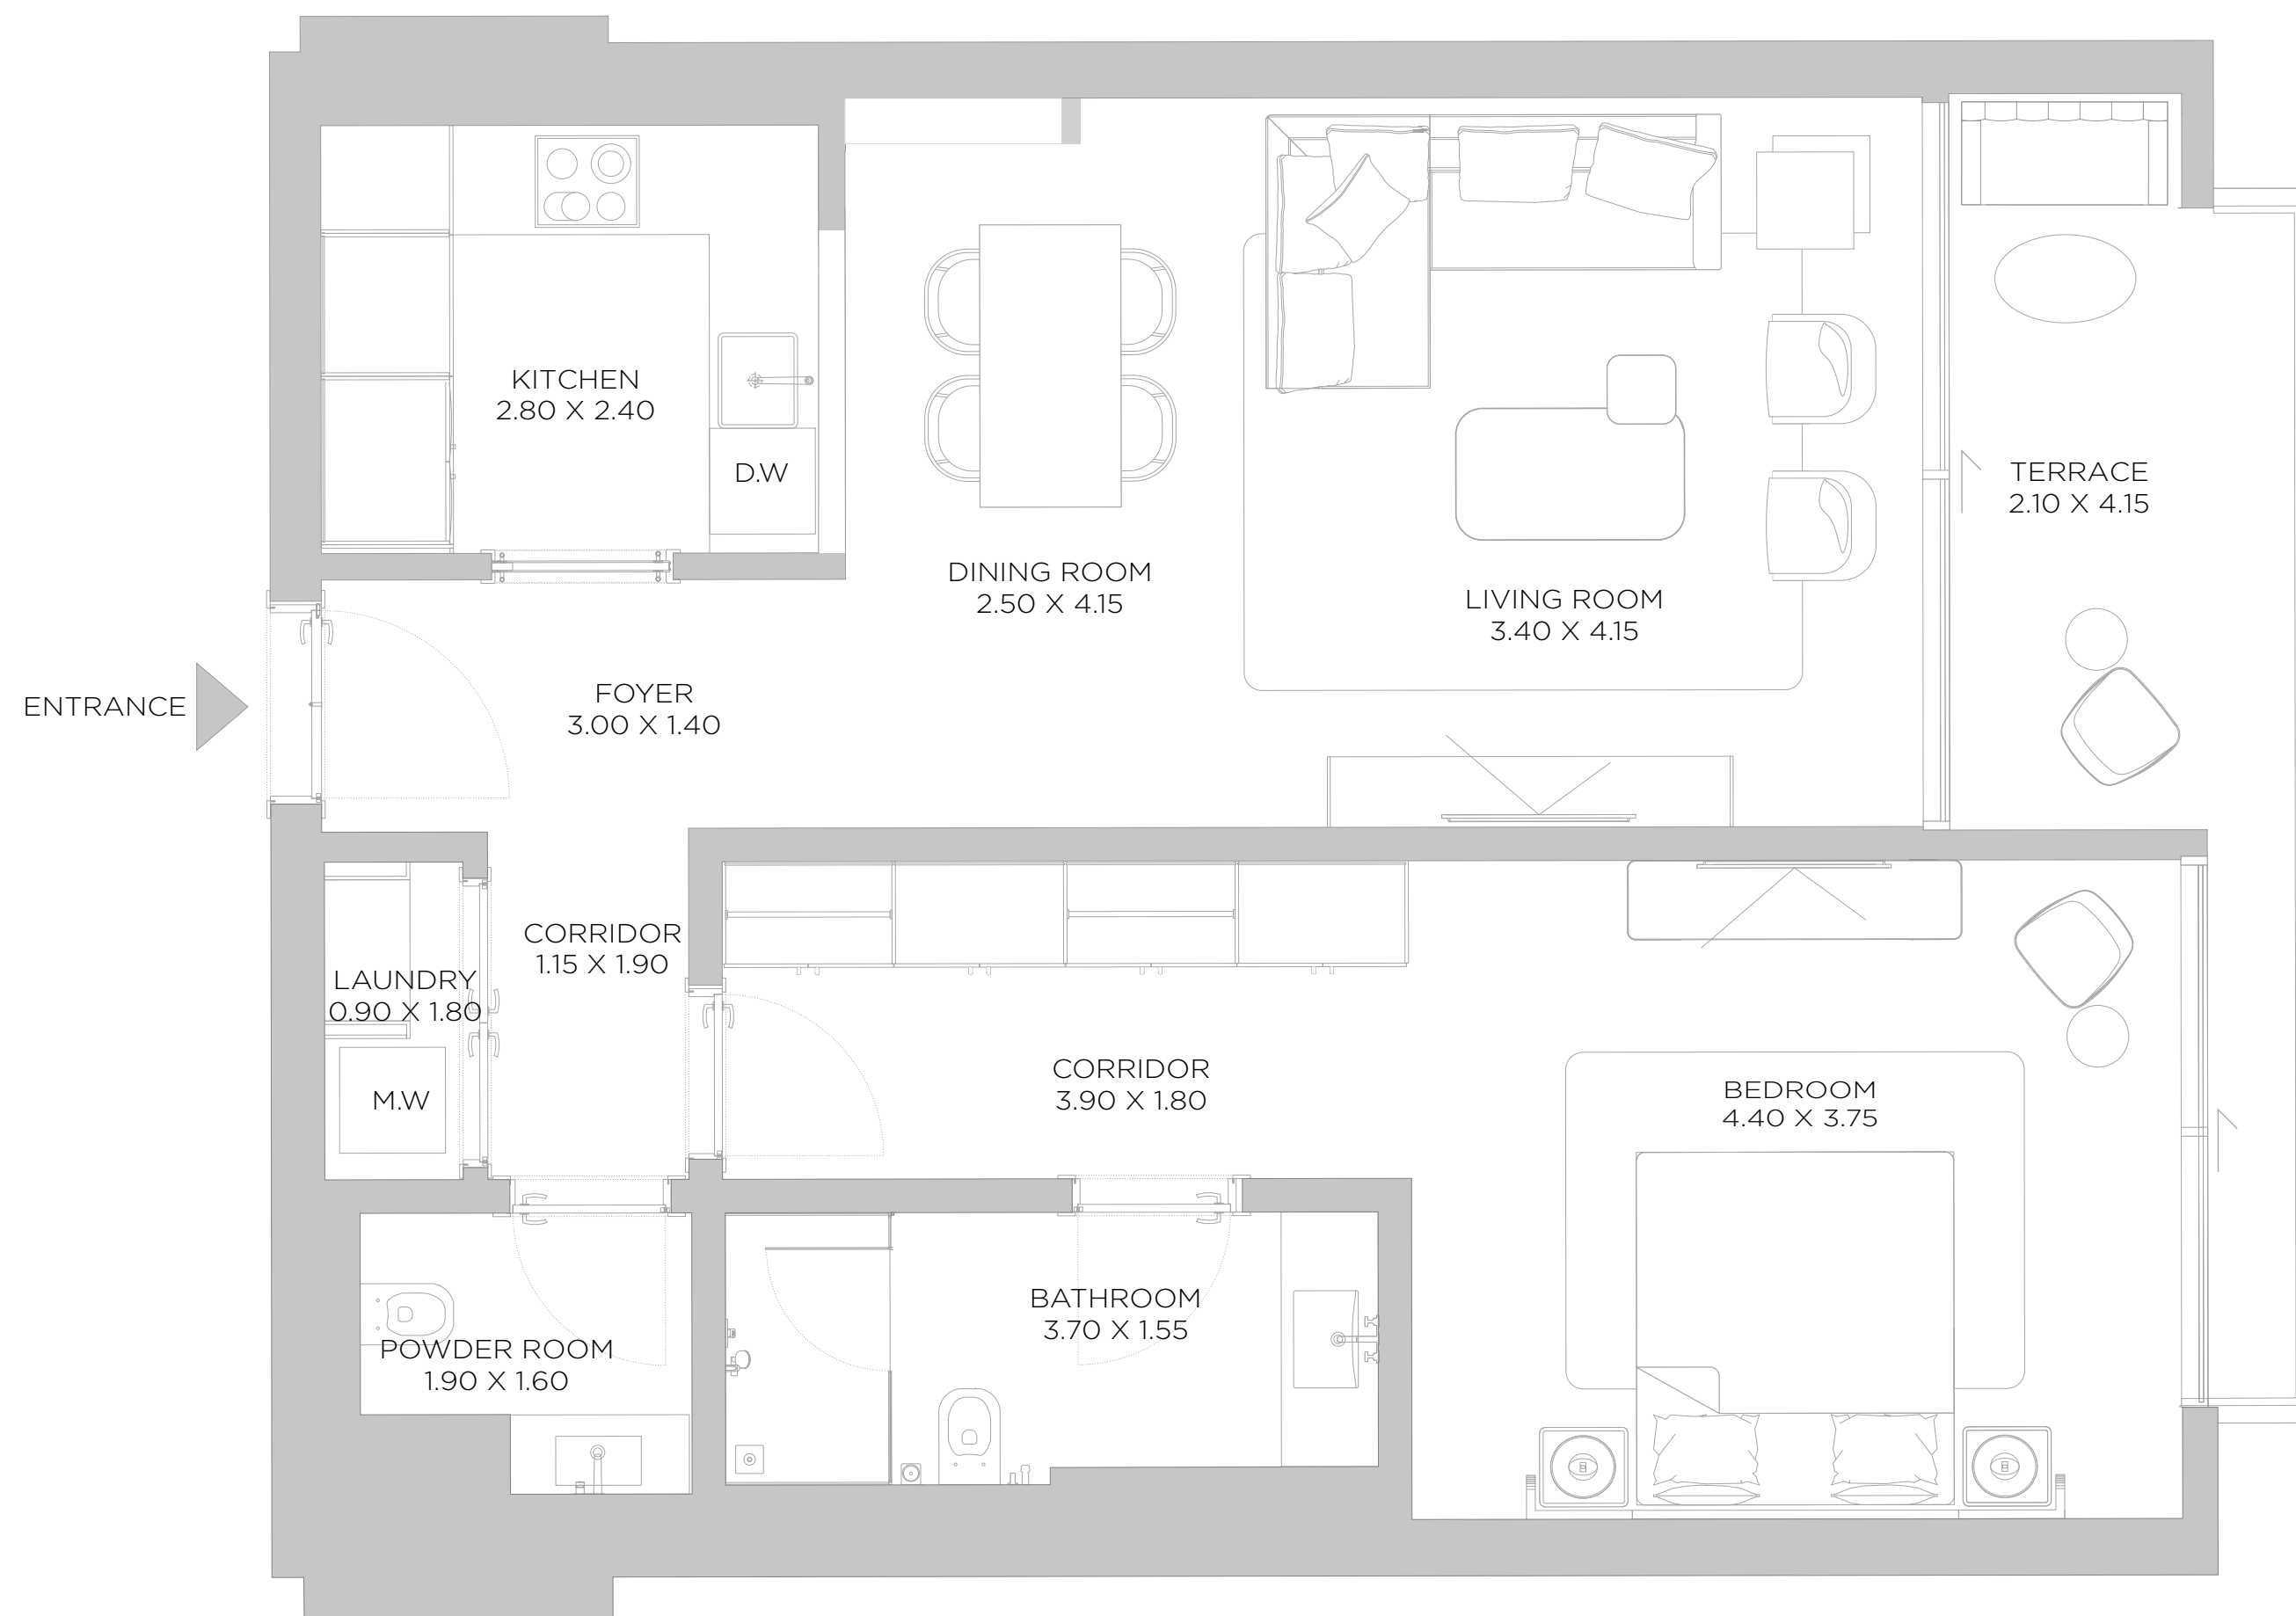 KITCHEN
2.80 X 2.40
D.W
TERRACE
2.10 X 4.15
DINING ROOM
2.50 X 4.15
LIVING ROOM
3.40 X 4.15
ENTRANCE
FOYER
3.00 X 1.40
CORRIDOR
1.15 X 1.90
LAUNDRY
0.90 X 1.80
M.W
CORRIDOR
3.90 X 1.80
BEDROOM
4.40 X 3.75
BATHROOM
3.70 X 1.55
POWDER ROOM
1.90 X 1.60